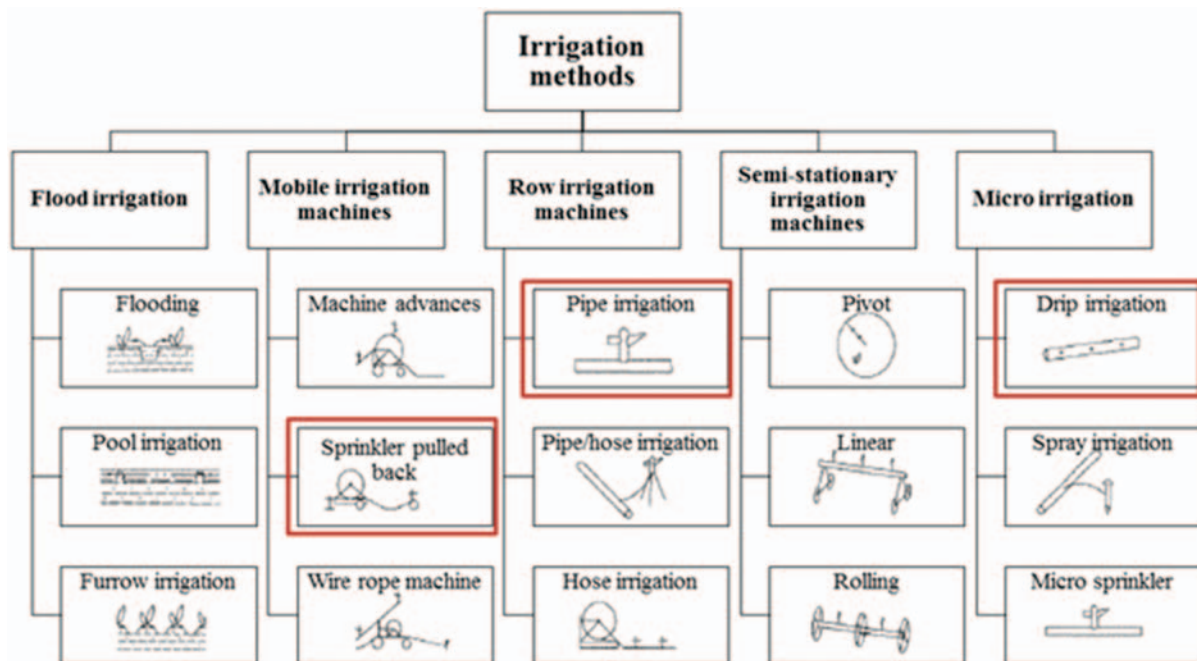 Irrigation
methods
Flood irrigation
Mobile irrigation
machines
Row irrigation
machines
Semi-stationary
irrigation
machines
Micro irrigation
Flooding
Machine advances
Pipe irrigation
Pivot
Drip irrigation
Pool irrigation
Sprinkler pulled
back
Pipe/hose irrigation
Linear
Spray irrigation
Furrow irrigation
Wire rope machine
Hose irrigation
Rolling
Micro sprinkler